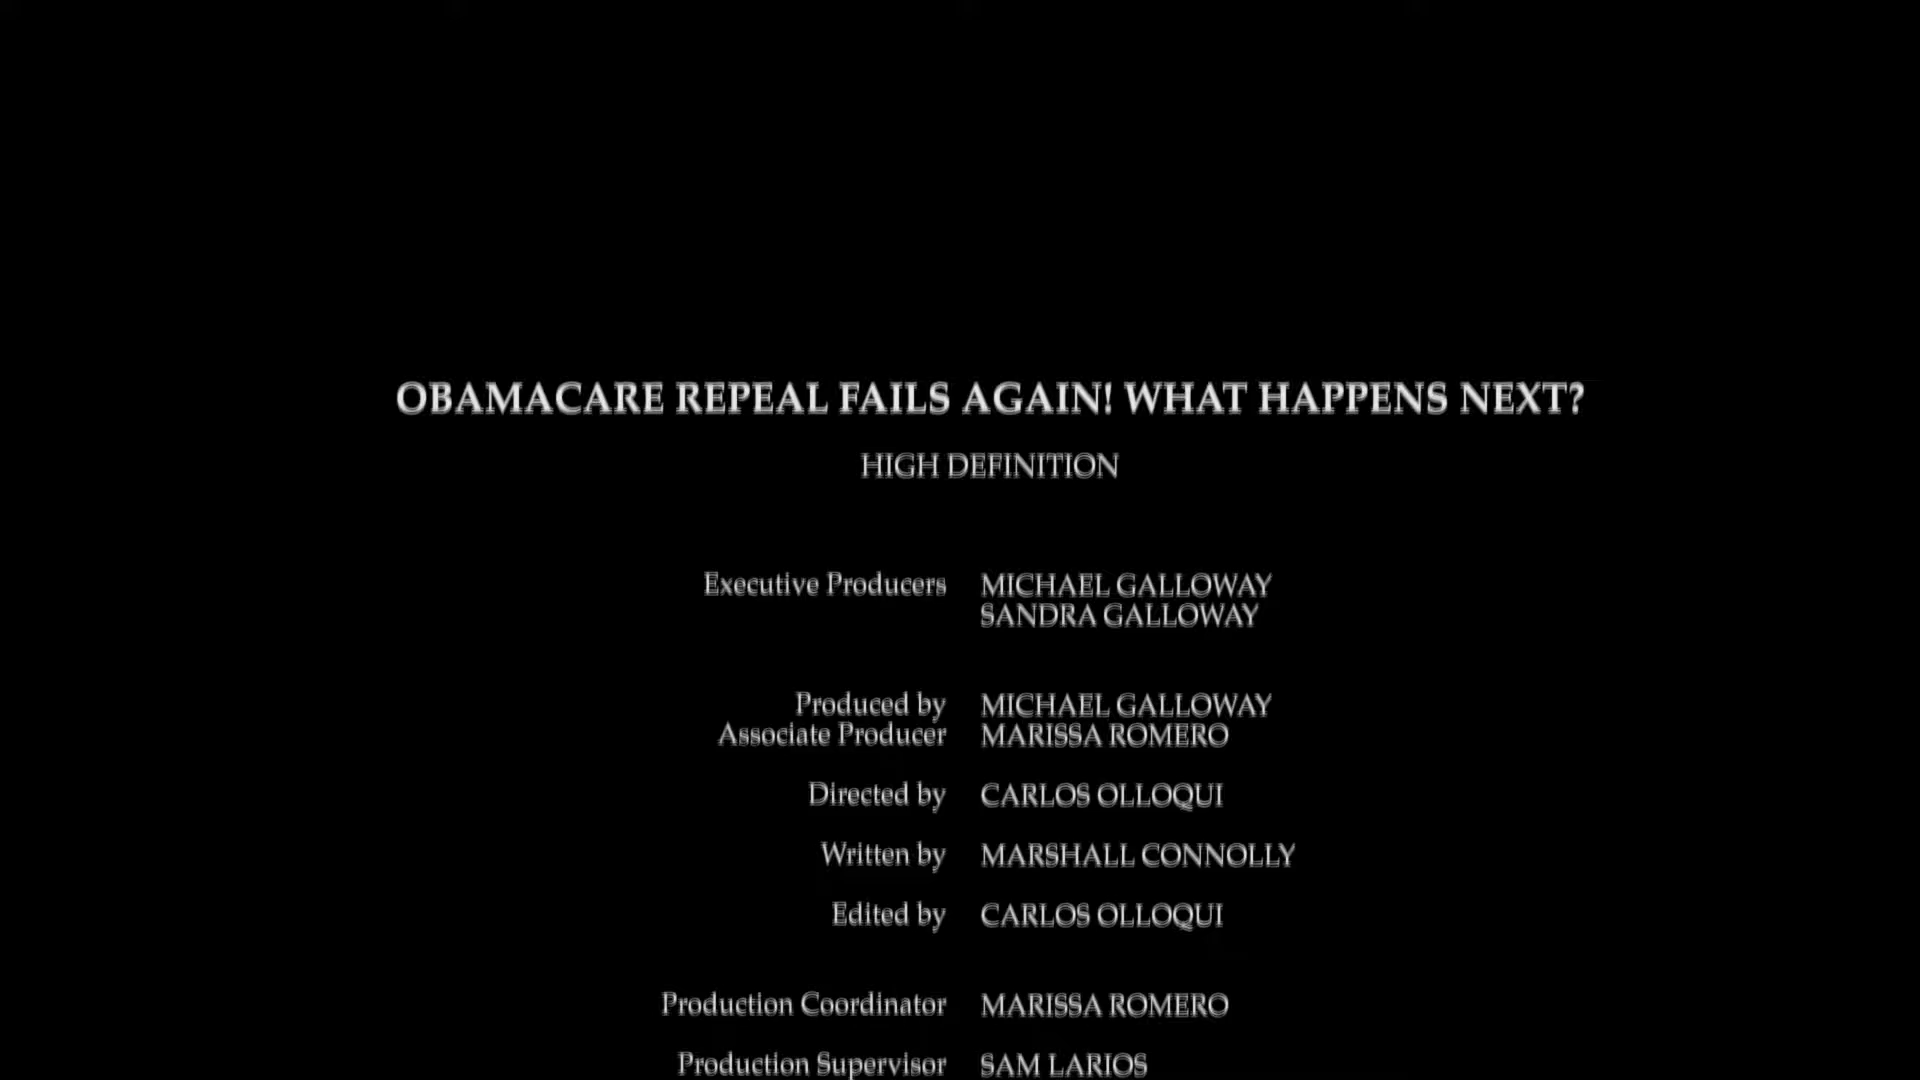 OBAMACARE REPEAL FAILS AGAIN! WHAT HAPPENS NEXT?
HIGH DEFINITION
Executive Producers MICHAEL GALLOWAY
SANDRA GALLOWAY
Produced by MICHAEL GALLOWAY
Associate Producer MARISSA ROMERO
Directed by CARLOS OLLOQUI
Written by MARSHALL CONNOLLY
Edited by CARLOS OLLOQUI
Production Coordinator MARISSA ROMERO
Production Supervisor SAM LARIOS